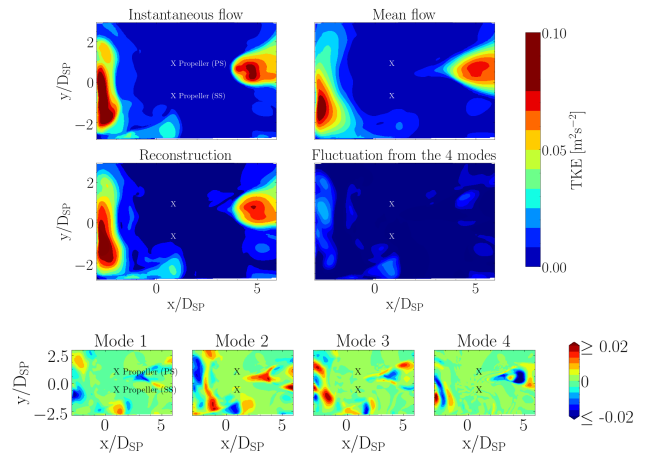 Instantaneous flow
Mean flow
2
0
−2
y/D_SP
X Propeller (PS)
X Propeller (SS)
X
X
0.10
0.05
0.00
TKE [m²s⁻²]
Reconstruction
Fluctuation from the 4 modes
2
0
−2
y/D_SP
X
X
X
X
0
5
0
5
x/D_SP
x/D_SP
Mode 1
Mode 2
Mode 3
Mode 4
2.5
0.0
−2.5
y/D_SP
X Propeller (PS)
X Propeller (SS)
X
X
X
X
X
X
≥ 0.02
0
≤ -0.02
0
5
0
5
0
5
0
5
x/D_SP
x/D_SP
x/D_SP
x/D_SP